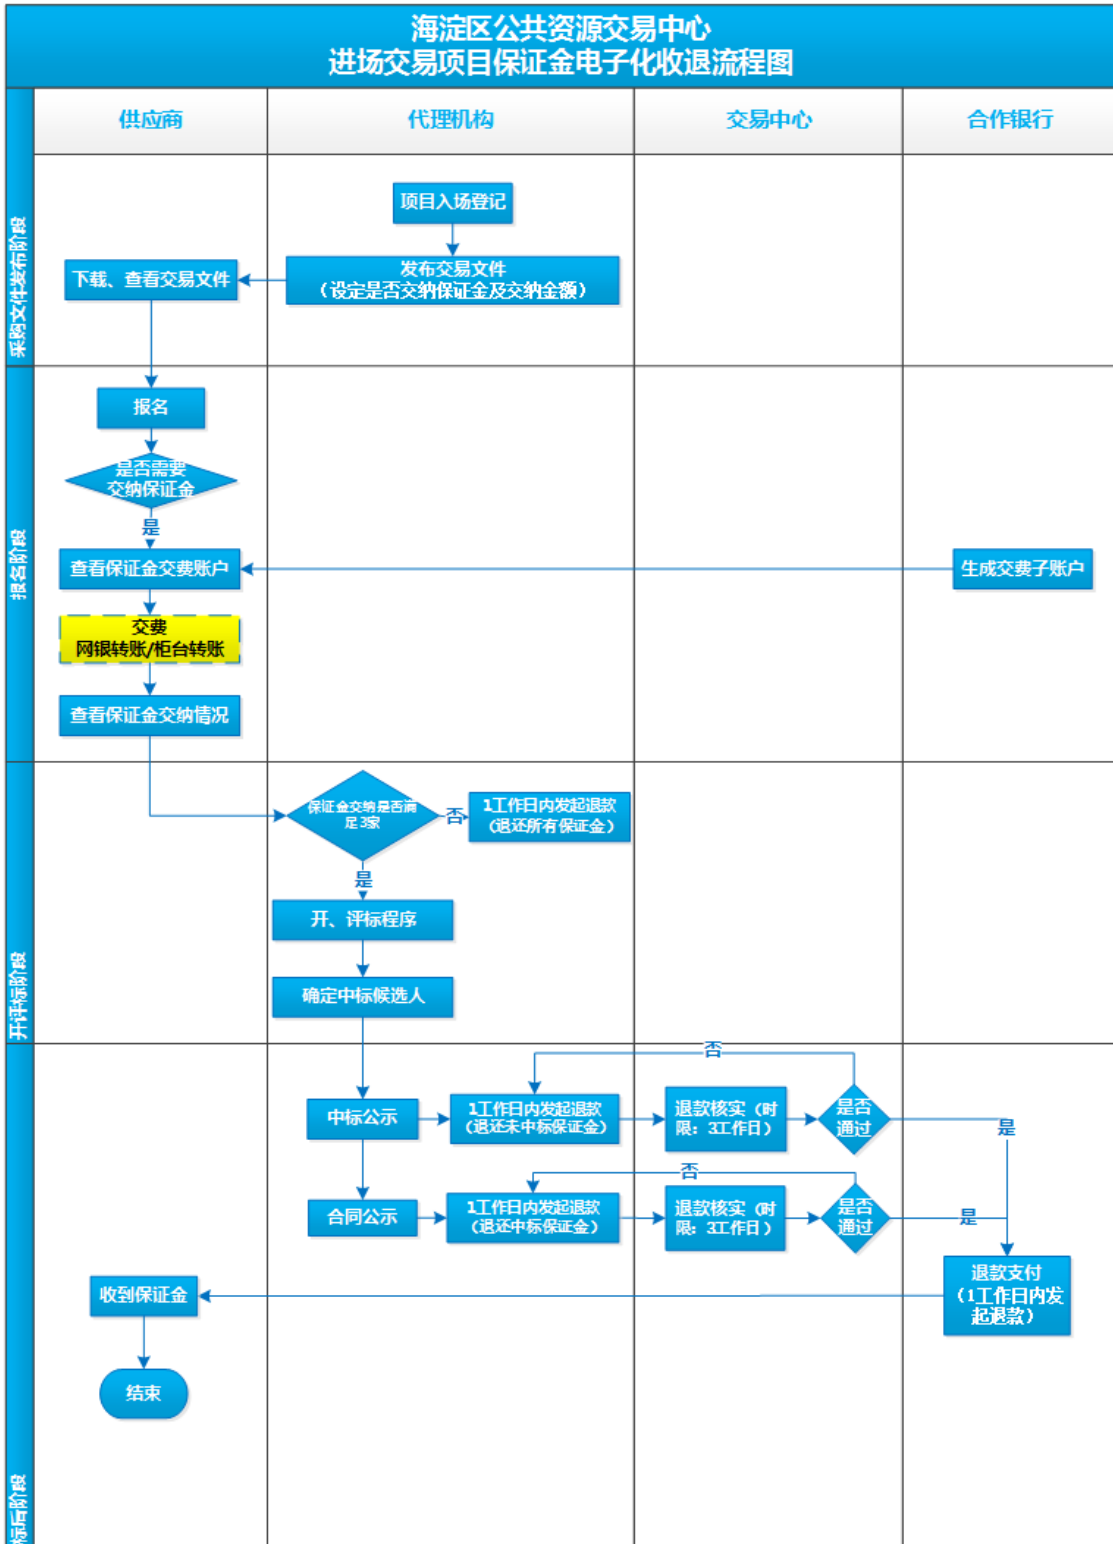 海淀区公共资源交易中心
进场交易项目保证金电子化收退流程图
供应商
代理机构
交易中心
合作银行
采购文件发布阶段
项目入场登记
下载、查看交易文件
发布交易文件
（设定是否交纳保证金及交纳金额）
报名阶段
报名
是否需要
交纳保证金
是
查看保证金交费账户
生成交费子账户
交费
网银转账/柜台转账
查看保证金交纳情况
开评标阶段
保证金交纳是否满
足3家
否
1工作日内发起退款
（退还所有保证金）
是
开、评标程序
确定中标候选人
标后阶段
否
中标公示
1工作日内发起退款
（退还未中标保证金）
退款核实（时
限：3工作日）
是否
通过
是
否
合同公示
1工作日内发起退款
（退还中标保证金）
退款核实（时
限：3工作日）
是否
通过
是
收到保证金
退款支付
（1工作日内发
起退款）
结束